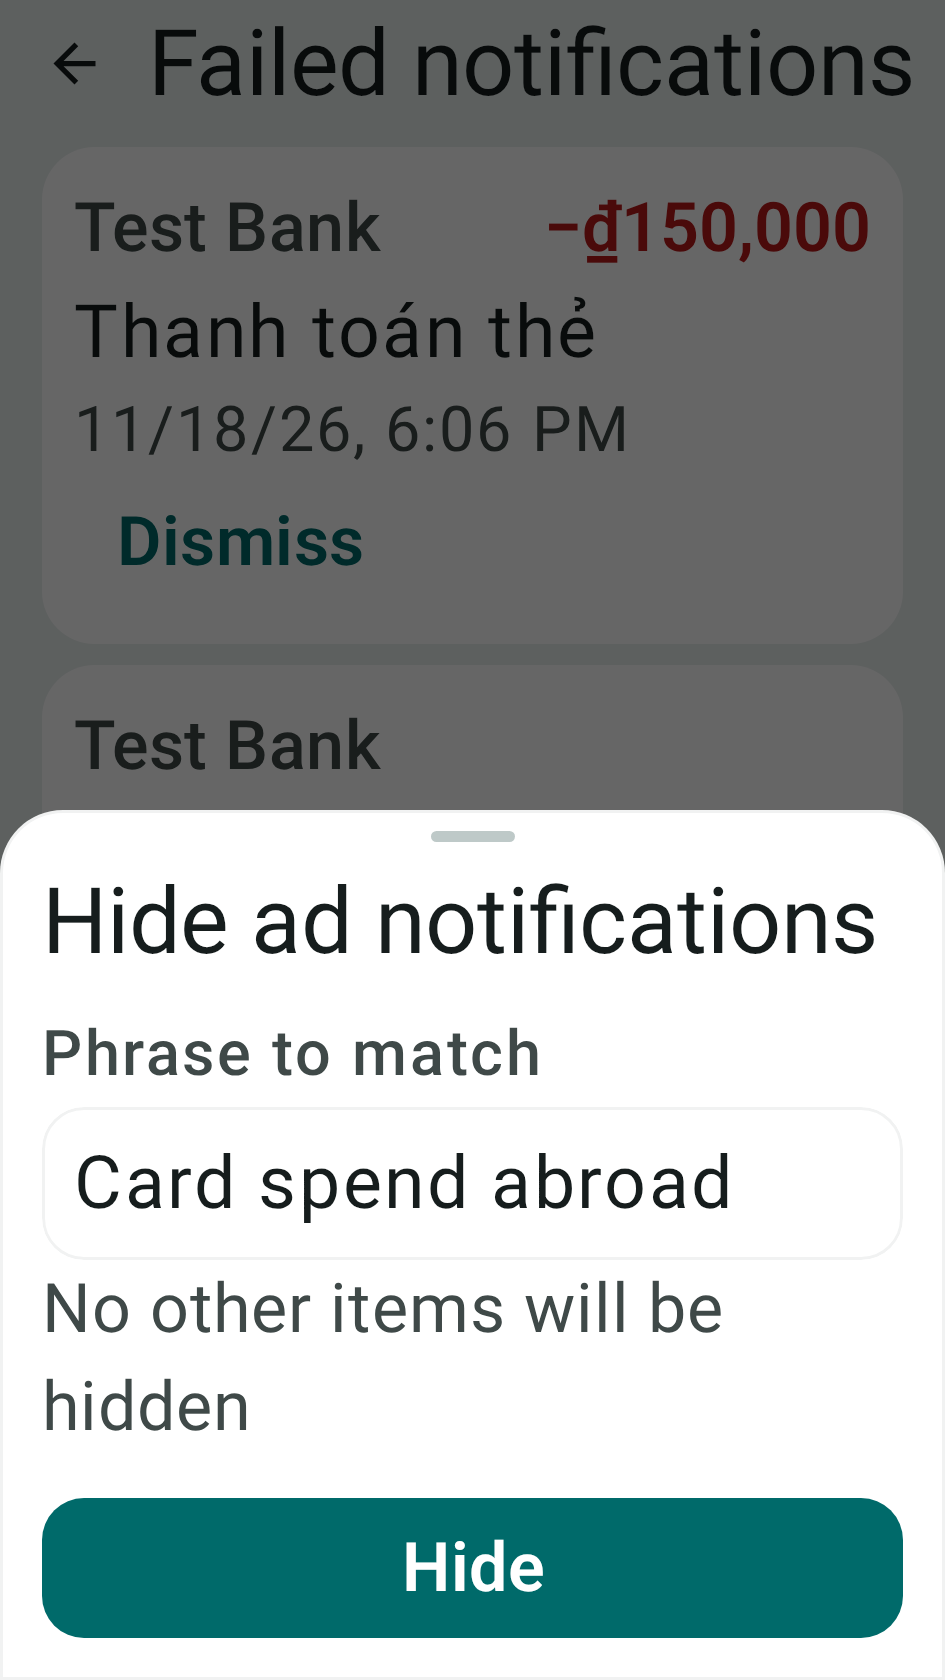 Failed notifications
Test Bank −₫150,000
Thanh toán thẻ
11/18/26, 6:06 PM
Dismiss
Test Bank
Hide ad notifications
Phrase to match
Card spend abroad
No other items will be
hidden
Hide